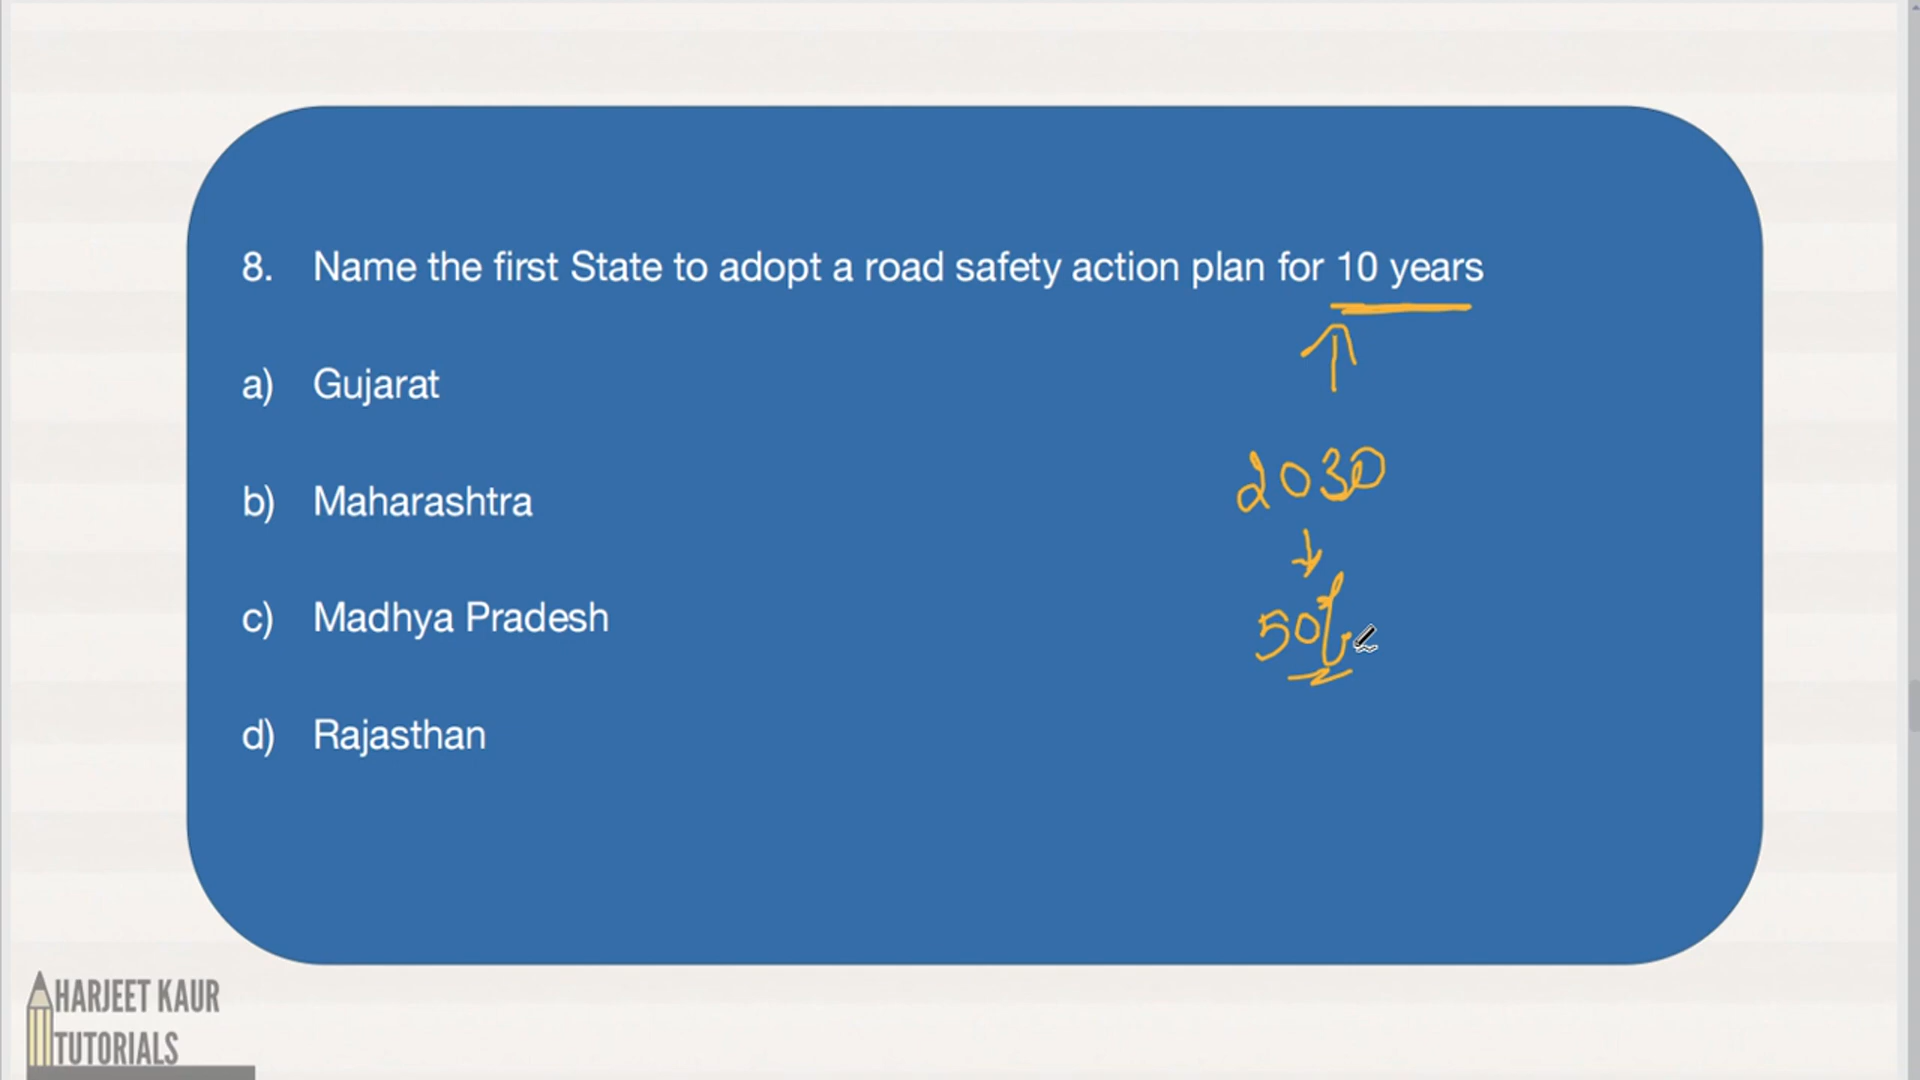 8. Name the first State to adopt a road safety action plan for 10 years
a) Gujarat
2030
b) Maharashtra
50%
c) Madhya Pradesh
d) Rajasthan
HARJEET KAUR
TUTORIALS